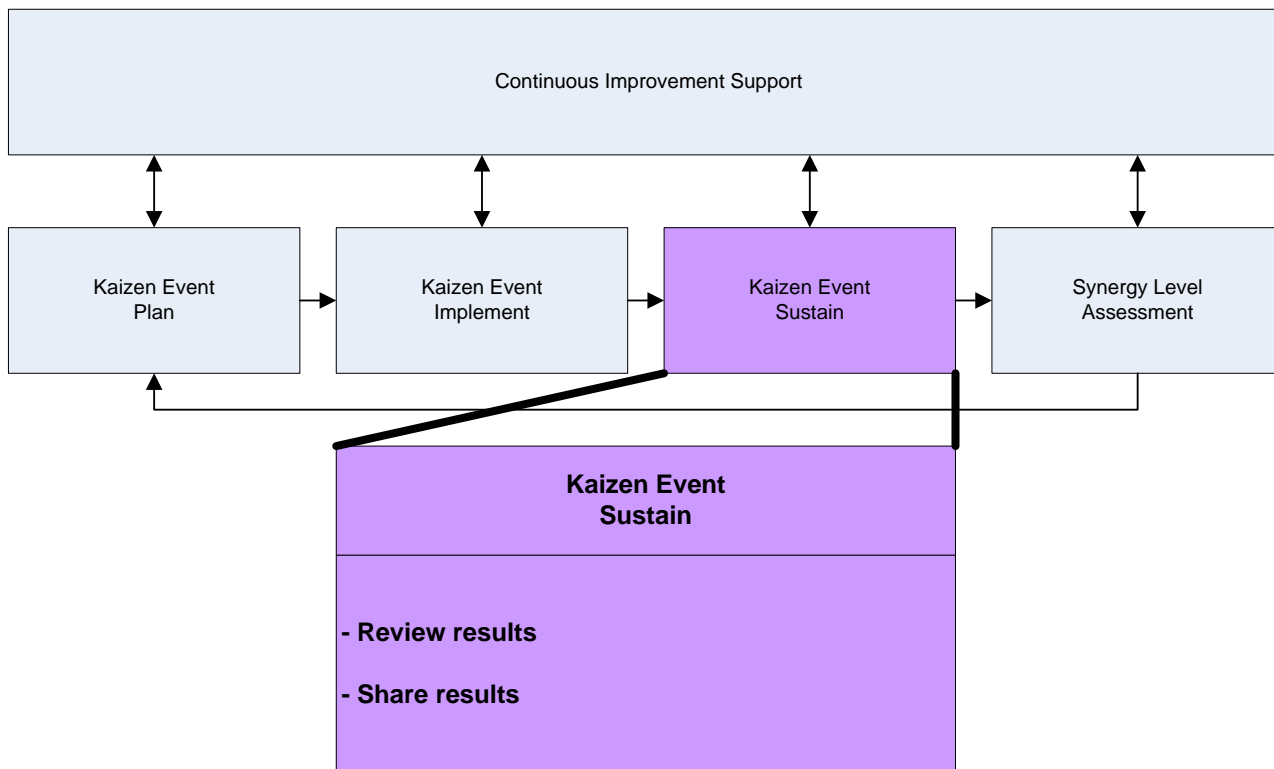 Continuous Improvement Support
Kaizen Event
Plan
Kaizen Event
Implement
Kaizen Event
Sustain
Synergy Level
Assessment
Kaizen Event
Sustain
- Review results
- Share results